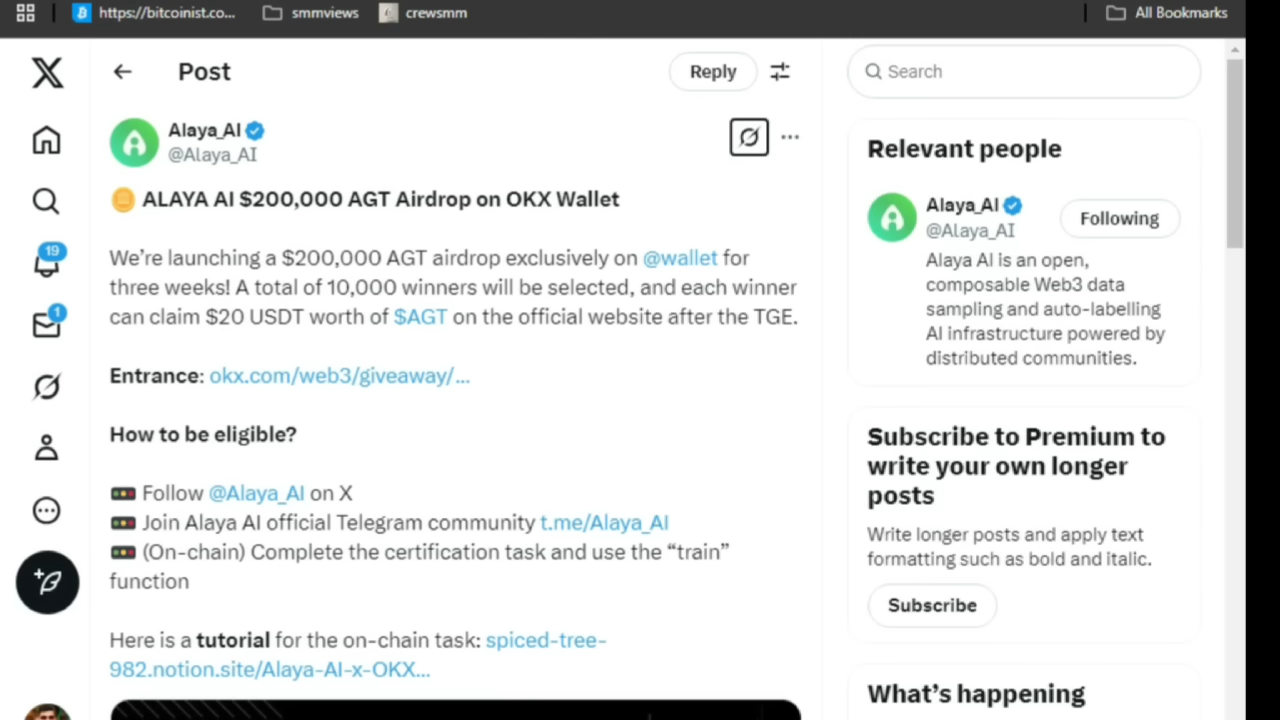 https://bitcoinist.co...
smmviews
crewsmm
All Bookmarks
Post
Reply
Search
Alaya_AI
@Alaya_AI
ALAYA AI $200,000 AGT Airdrop on OKX Wallet
We're launching a $200,000 AGT airdrop exclusively on @wallet for
three weeks! A total of 10,000 winners will be selected, and each winner
can claim $20 USDT worth of $AGT on the official website after the TGE.
Entrance: okx.com/web3/giveaway/...
How to be eligible?
Follow @Alaya_AI on X
Join Alaya AI official Telegram community t.me/Alaya_AI
(On-chain) Complete the certification task and use the “train”
function
Here is a tutorial for the on-chain task: spiced-tree-
982.notion.site/Alaya-AI-x-OKX...
19
1
Relevant people
Alaya_AI
@Alaya_AI
Following
Alaya AI is an open,
composable Web3 data
sampling and auto-labelling
AI infrastructure powered by
distributed communities.
Subscribe to Premium to
write your own longer
posts
Write longer posts and apply text
formatting such as bold and italic.
Subscribe
What's happening